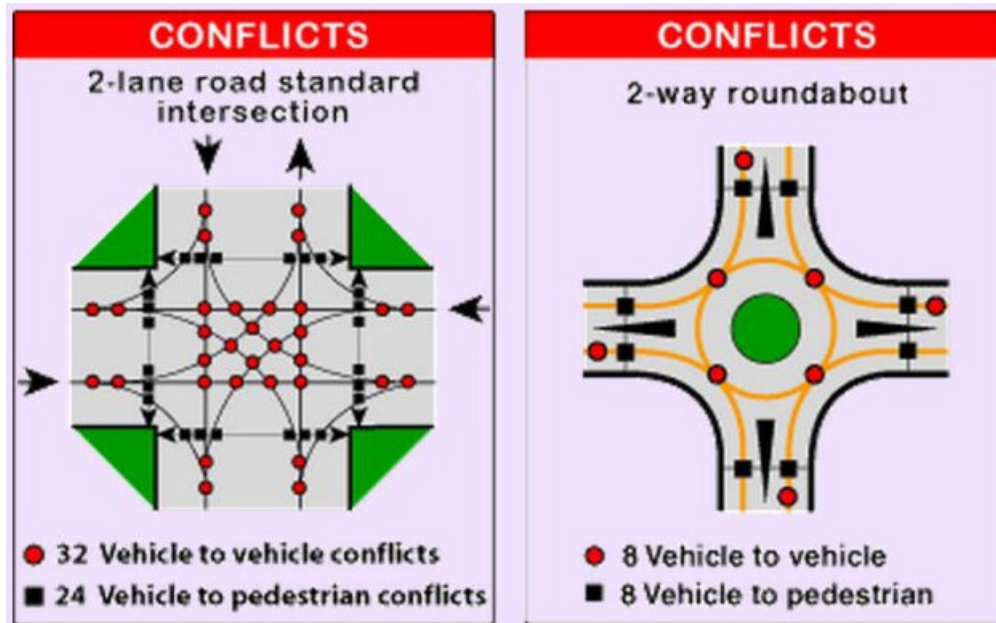 CONFLICTS
2-lane road standard
intersection
32 Vehicle to vehicle conflicts
24 Vehicle to pedestrian conflicts
CONFLICTS
2-way roundabout
8 Vehicle to vehicle
8 Vehicle to pedestrian